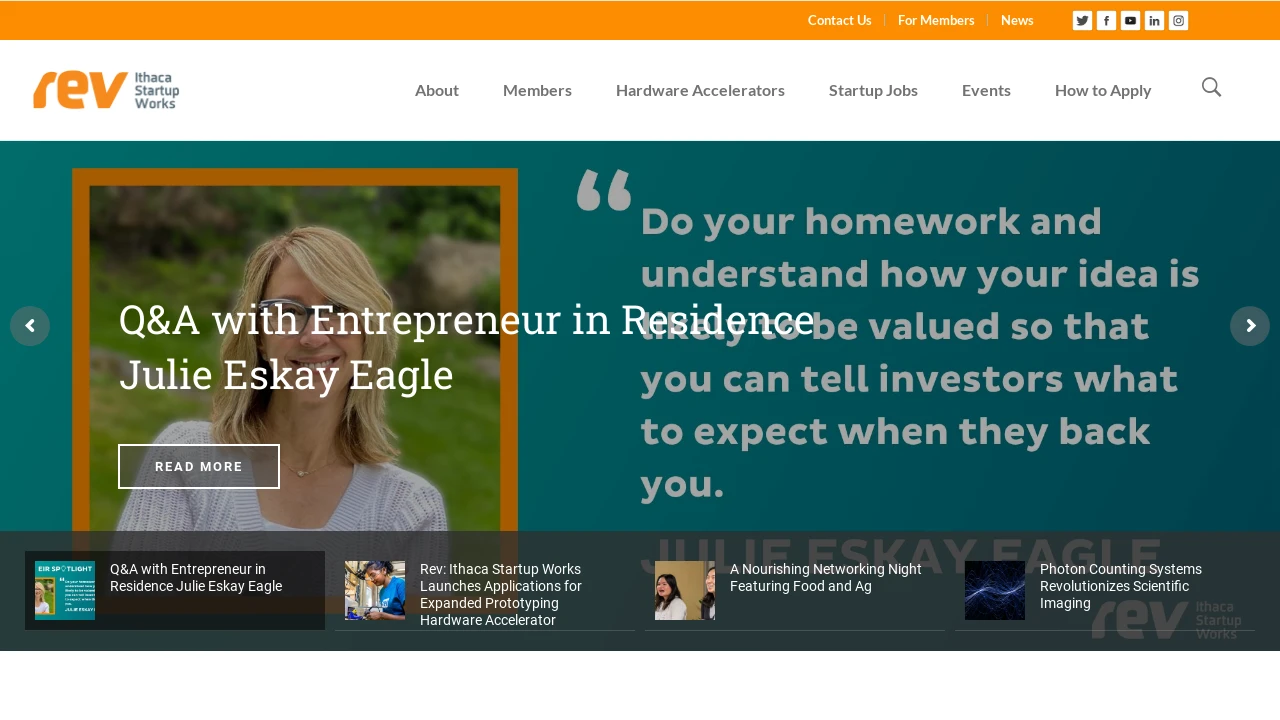 Contact Us
For Members
News
rev Ithaca
Startup
Works
About
Members
Hardware Accelerators
Startup Jobs
Events
How to Apply
“ Do your homework and
understand how your idea is
likely to be valued so that
you can tell investors what
to expect when they back
you.
JULIE ESKAY EAGLE
Q&A with Entrepreneur in Residence
Julie Eskay Eagle
READ MORE
EIR SPOTLIGHT
Q&A with Entrepreneur in
Residence Julie Eskay Eagle
Rev: Ithaca Startup Works
Launches Applications for
Expanded Prototyping
Hardware Accelerator
A Nourishing Networking Night
Featuring Food and Ag
Photon Counting Systems
Revolutionizes Scientific
Imaging
rev Ithaca
Startup
Works